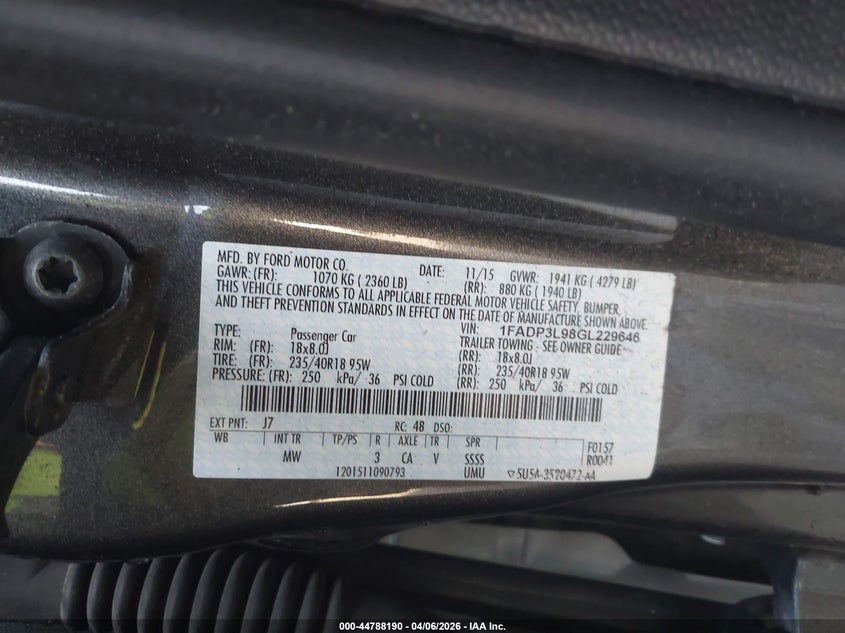 MFD. BY FORD MOTOR CO. DATE: 11/15 GVWR: 1941 KG ( 4279 LB)
GAWR: (FR): 1070 KG ( 2360 LB) (RR): 880 KG ( 1940 LB)
THIS VEHICLE CONFORMS TO ALL APPLICABLE FEDERAL MOTOR VEHICLE SAFETY, BUMPER,
AND THEFT PREVENTION STANDARDS IN EFFECT ON THE DATE OF MANUFACTURE SHOWN ABOVE.
VIN: 1FADP3L98GL229646
TYPE: Passenger Car TRAILER TOWING - SEE OWNER GUIDE
RIM: (FR): 18x8.0J (RR): 18x8.0J
TIRE: (FR): 235/40R18 95W (RR): 235/40R18 95W
PRESSURE: (FR): 250 kPa/ 36 PSI COLD (RR): 250 kPa/ 36 PSI COLD
EXT PNT: J7 RC: 48 DSO:
WB INT TR TP/PS R AXLE TR SPR F0157
MW 3 CA V SSSS R0041
1201511090793 UMU 5U5A-3520472-AA
000-44788190 - 04/06/2026 - IAA Inc.